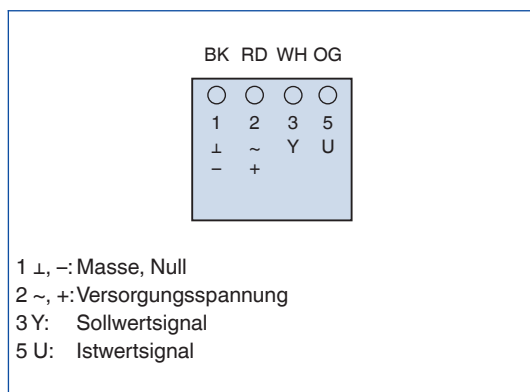 BK RD WH OG
1 2 3 5
⊥ ~ Y U
– +
1 ⊥, –: Masse, Null
2 ~, +: Versorgungsspannung
3 Y: Sollwertsignal
5 U: Istwertsignal